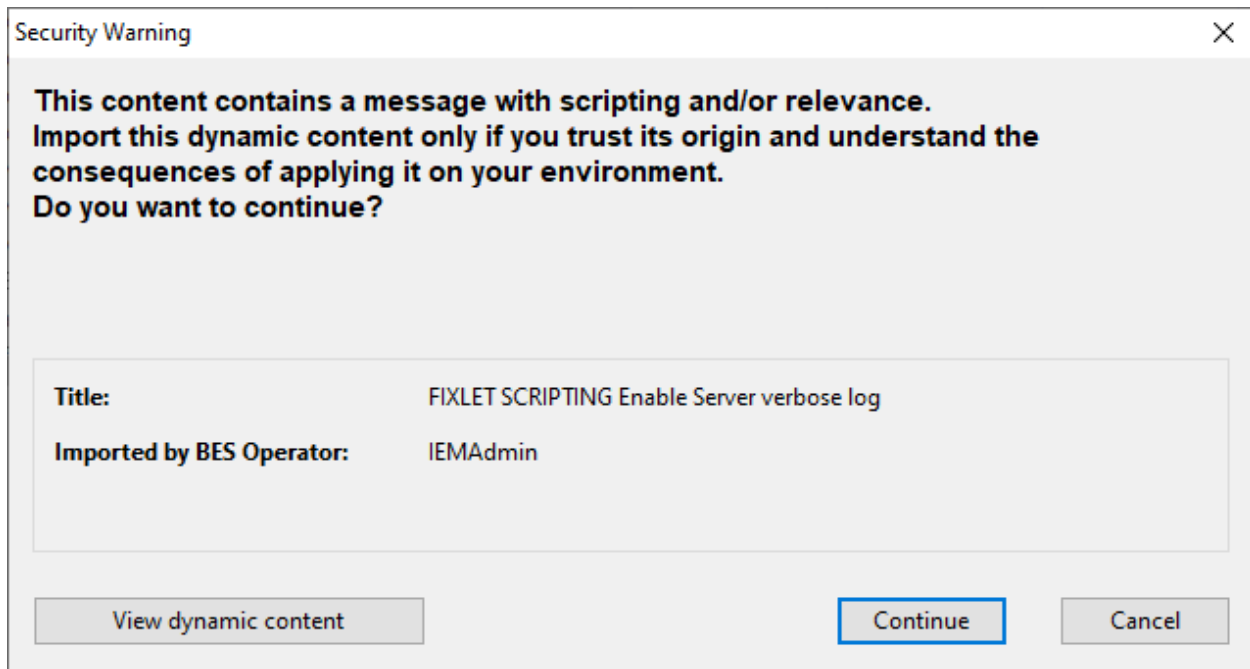 Security Warning
This content contains a message with scripting and/or relevance.
Import this dynamic content only if you trust its origin and understand the
consequences of applying it on your environment.
Do you want to continue?
Title: FIXLET SCRIPTING Enable Server verbose log
Imported by BES Operator: IEMAdmin
View dynamic content Continue Cancel